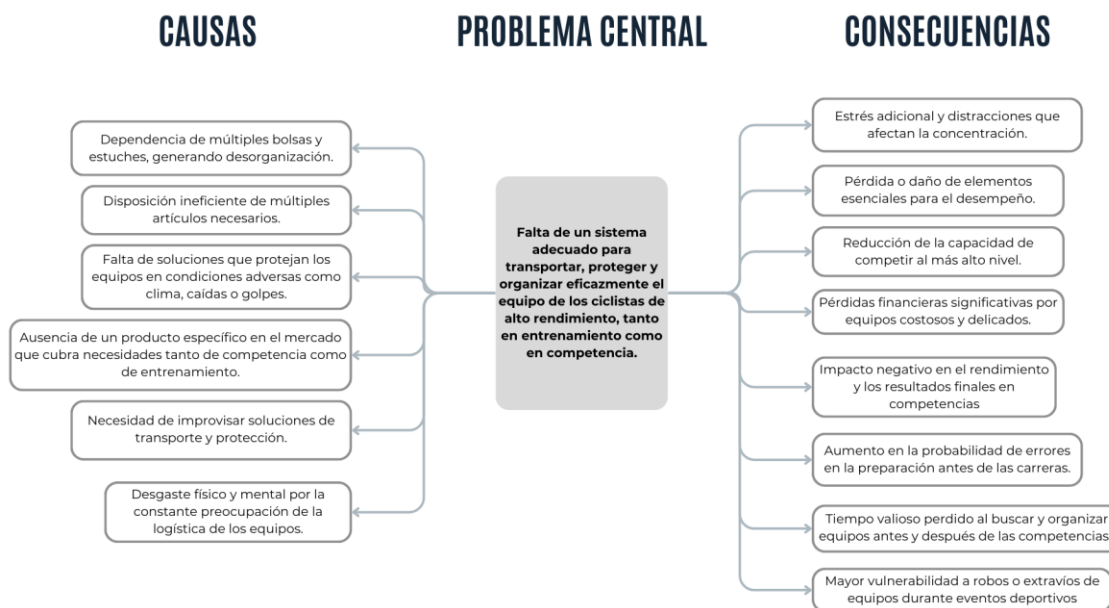 CAUSAS
PROBLEMA CENTRAL
CONSECUENCIAS
Dependencia de múltiples bolsas y
estuches, generando desorganización.
Disposición ineficiente de múltiples
artículos necesarios.
Falta de soluciones que protejan los
equipos en condiciones adversas como
clima, caídas o golpes.
Ausencia de un producto específico en el mercado
que cubra necesidades tanto de competencia como
de entrenamiento.
Necesidad de improvisar soluciones de
transporte y protección.
Desgaste físico y mental por la
constante preocupación de la
logística de los equipos.
Falta de un sistema
adecuado para
transportar, proteger y
organizar eficazmente el
equipo de los ciclistas de
alto rendimiento, tanto
en entrenamiento como
en competencia.
Estrés adicional y distracciones que
afectan la concentración.
Pérdida o daño de elementos
esenciales para el desempeño.
Reducción de la capacidad de
competir al más alto nivel.
Pérdidas financieras significativas por
equipos costosos y delicados.
Impacto negativo en el rendimiento
y los resultados finales en
competencias
Aumento en la probabilidad de errores
en la preparación antes de las carreras.
Tiempo valioso perdido al buscar y organizar
equipos antes y después de las competencias
Mayor vulnerabilidad a robos o extravíos de
equipos durante eventos deportivos